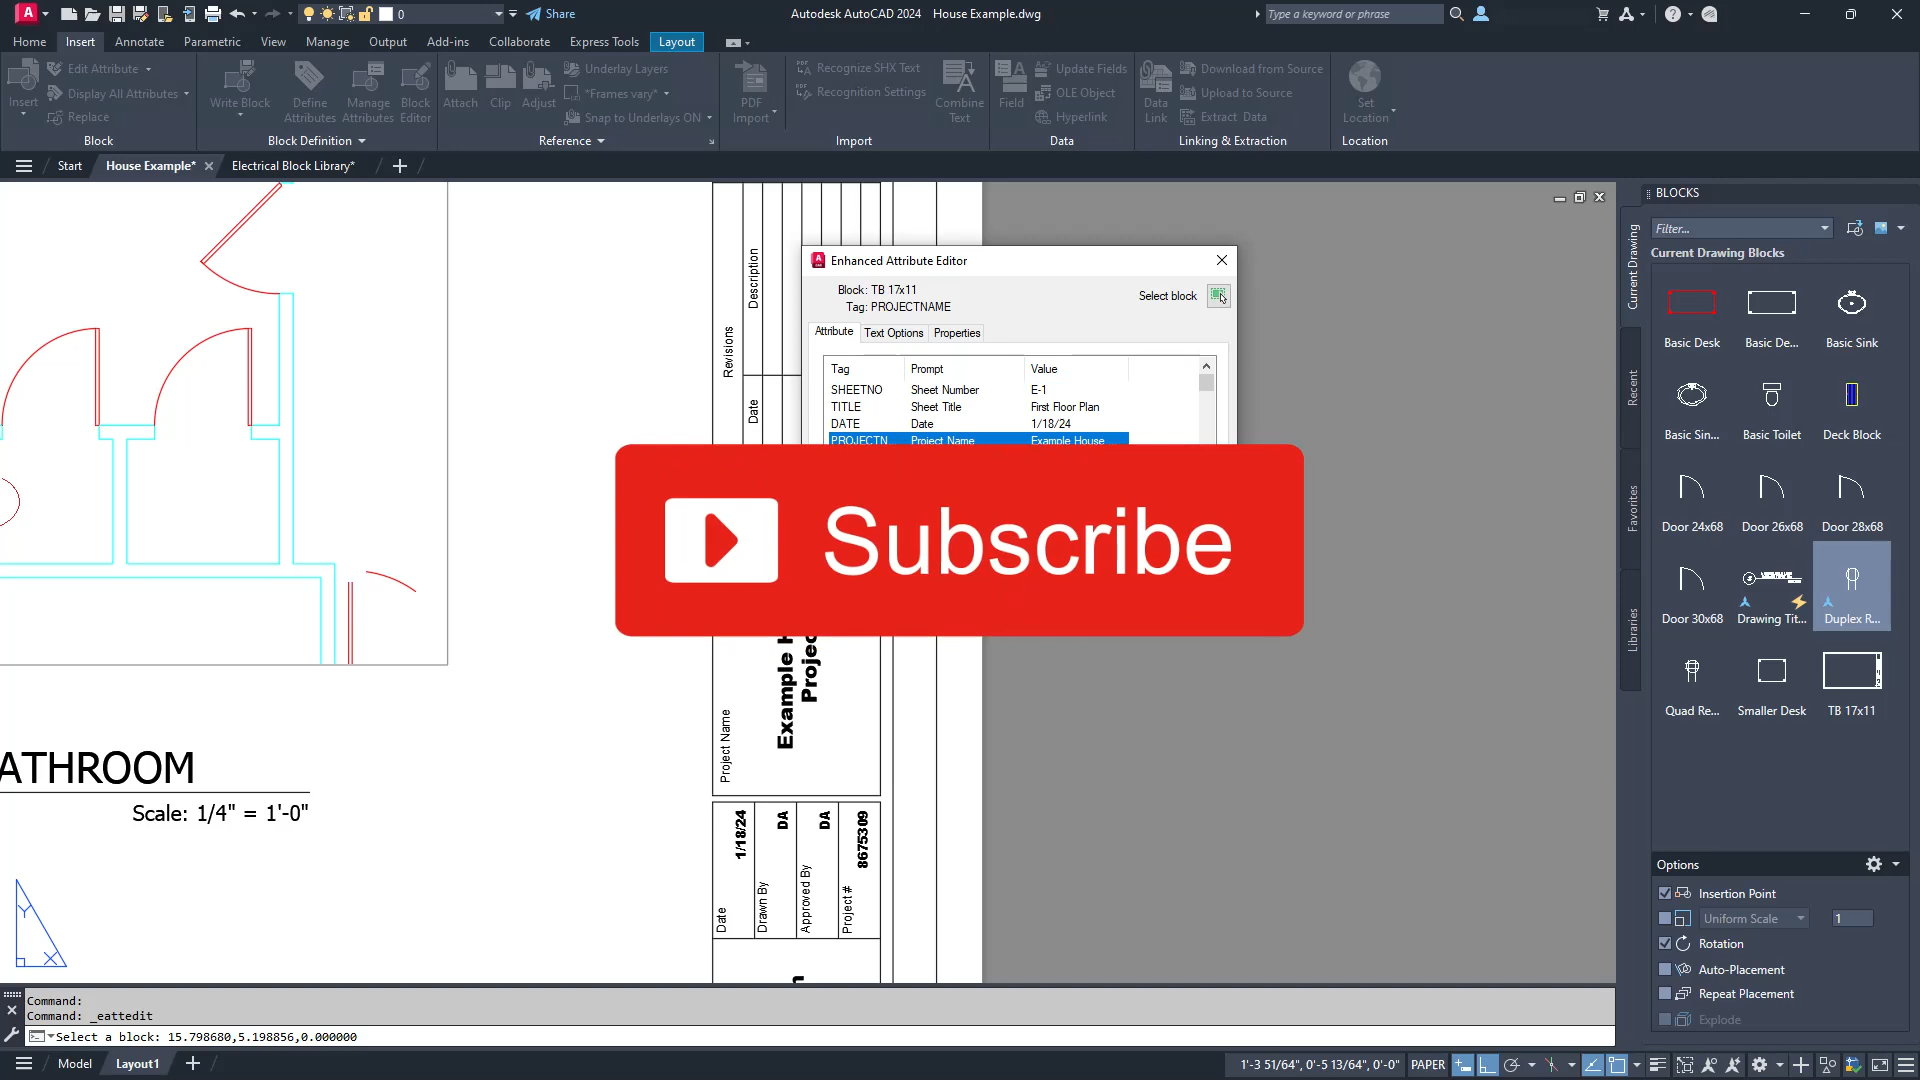 A
0
Share
Autodesk AutoCAD 2024 House Example.dwg
Type a keyword or phrase
Home Insert Annotate Parametric View Manage Output Add-ins Collaborate Express Tools Layout
Insert
Edit Attribute
Display All Attributes
Replace
Block
Write Block
Define Attributes
Manage Attributes
Block Editor
Block Definition
Attach
Clip
Adjust
Underlay Layers
*Frames vary*
Snap to Underlays ON
Reference
PDF Import
Recognize SHX Text
Recognition Settings
Combine Text
Import
Field
Update Fields
OLE Object
Hyperlink
Data
Data Link
Download from Source
Upload to Source
Extract Data
Linking & Extraction
Set Location
Location
Start House Example* Electrical Block Library*
Description
Revisions
Date
Enhanced Attribute Editor
Block: TB 17x11
Tag: PROJECTNAME
Select block
Attribute Text Options Properties
Tag Prompt Value
SHEETNO Sheet Number E-1
TITLE Sheet Title First Floor Plan
DATE Date 1/18/24
PROJECTN Project Name Example House
Subscribe
Project Name
1/18/24
DA
DA
8675309
Date
Drawn By
Approved By
Project #
ATHROOM
Scale: 1/4" = 1'-0"
Y
X
BLOCKS
Filter...
Current Drawing Blocks
Current Drawing
Recent
Favorites
Libraries
Basic Desk Basic De... Basic Sink
Basic Sin... Basic Toilet Deck Block
Door 24x68 Door 26x68 Door 28x68
Door 30x68 Drawing Tit... Duplex R...
Quad Re... Smaller Desk TB 17x11
Options
Insertion Point
Uniform Scale 1
Rotation
Auto-Placement
Repeat Placement
Explode
Command:
Command: _eattedit
Select a block: 15.798680,5.198856,0.000000
Model Layout1
1'-3 51/64", 0'-5 13/64", 0'-0" PAPER